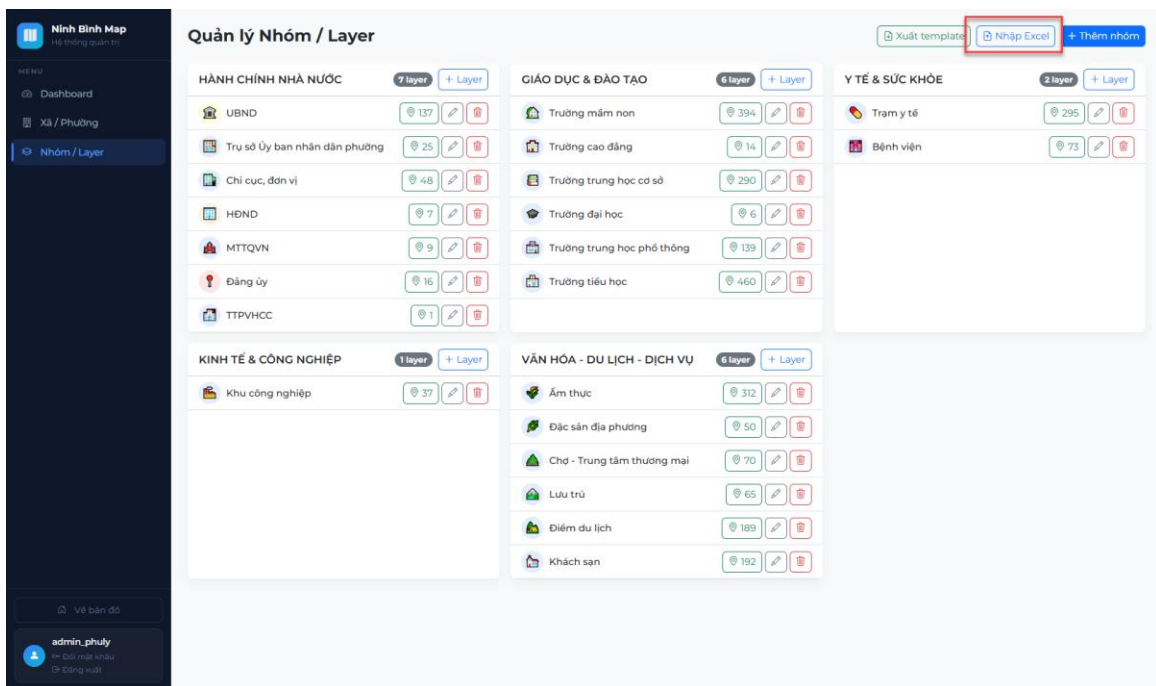 Ninh Bình Map
Hệ thống quản trị
MENU
Dashboard
Xã / Phường
Nhóm / Layer
Về bản đồ
admin_phuly
Đổi mật khẩu
Đăng xuất
Quản lý Nhóm / Layer
Xuất template
Nhập Excel
+ Thêm nhóm
HÀNH CHÍNH NHÀ NƯỚC 7 layer + Layer
UBND 137
Trụ sở Ủy ban nhân dân phường 25
Chi cục, đơn vị 48
HĐND 7
MTTQVN 9
Đảng ủy 16
TTPVHCC 1
GIÁO DỤC & ĐÀO TẠO 6 layer + Layer
Trường mầm non 394
Trường cao đẳng 14
Trường trung học cơ sở 290
Trường đại học 6
Trường trung học phổ thông 139
Trường tiểu học 460
Y TẾ & SỨC KHỎE 2 layer + Layer
Trạm y tế 295
Bệnh viện 73
KINH TẾ & CÔNG NGHIỆP 1 layer + Layer
Khu công nghiệp 37
VĂN HÓA - DU LỊCH - DỊCH VỤ 6 layer + Layer
Ẩm thực 312
Đặc sản địa phương 50
Chợ - Trung tâm thương mại 70
Lưu trú 65
Điểm du lịch 189
Khách sạn 192